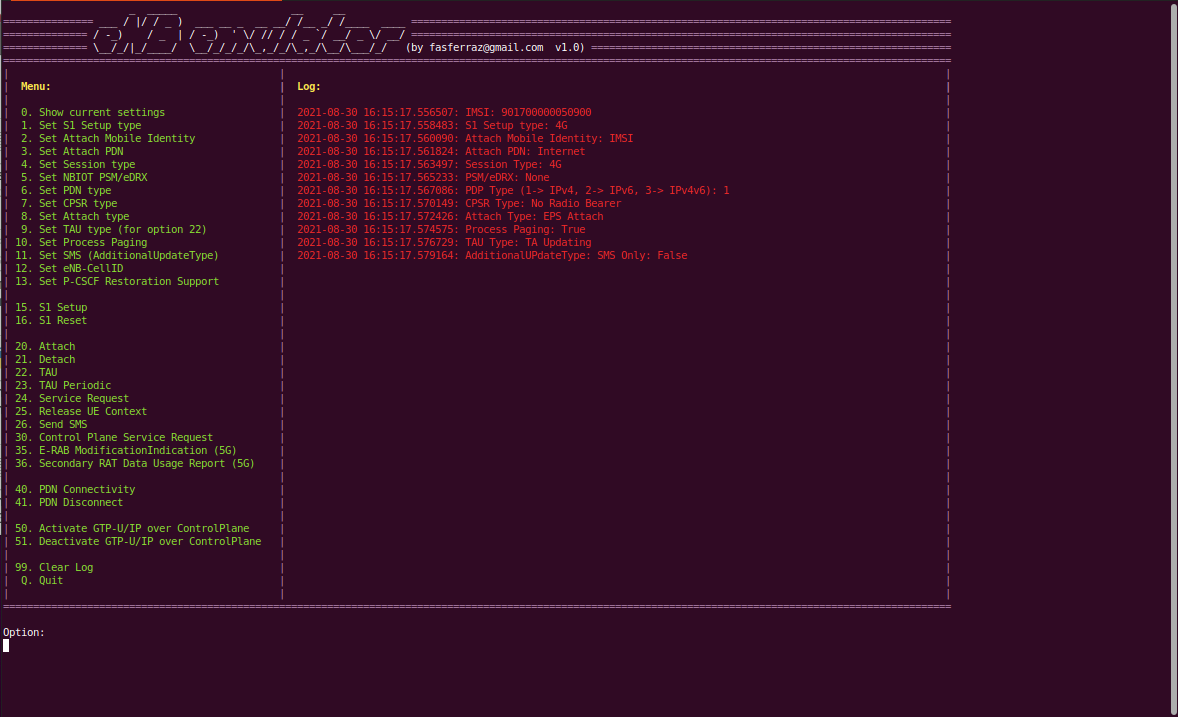 eNB emulator
(by fasferraz@gmail.com v1.0)
Menu:
Log:
0. Show current settings
2021-08-30 16:15:17.556507: IMSI: 901700000050900
1. Set S1 Setup type
2021-08-30 16:15:17.558483: S1 Setup type: 4G
2. Set Attach Mobile Identity
2021-08-30 16:15:17.560090: Attach Mobile Identity: IMSI
3. Set Attach PDN
2021-08-30 16:15:17.561824: Attach PDN: Internet
4. Set Session type
2021-08-30 16:15:17.563497: Session Type: 4G
5. Set NBIOT PSM/eDRX
2021-08-30 16:15:17.565233: PSM/eDRX: None
6. Set PDN type
2021-08-30 16:15:17.567086: PDP Type (1-> IPv4, 2-> IPv6, 3-> IPv4v6): 1
7. Set CPSR type
2021-08-30 16:15:17.570149: CPSR Type: No Radio Bearer
8. Set Attach type
2021-08-30 16:15:17.572426: Attach Type: EPS Attach
9. Set TAU type (for option 22)
2021-08-30 16:15:17.574575: Process Paging: True
10. Set Process Paging
2021-08-30 16:15:17.576729: TAU Type: TA Updating
11. Set SMS (AdditionalUpdateType)
2021-08-30 16:15:17.579164: AdditionalUPdateType: SMS Only: False
12. Set eNB-CellID
13. Set P-CSCF Restoration Support
15. S1 Setup
16. S1 Reset
20. Attach
21. Detach
22. TAU
23. TAU Periodic
24. Service Request
25. Release UE Context
26. Send SMS
30. Control Plane Service Request
35. E-RAB ModificationIndication (5G)
36. Secondary RAT Data Usage Report (5G)
40. PDN Connectivity
41. PDN Disconnect
50. Activate GTP-U/IP over ControlPlane
51. Deactivate GTP-U/IP over ControlPlane
99. Clear Log
Q. Quit
Option: